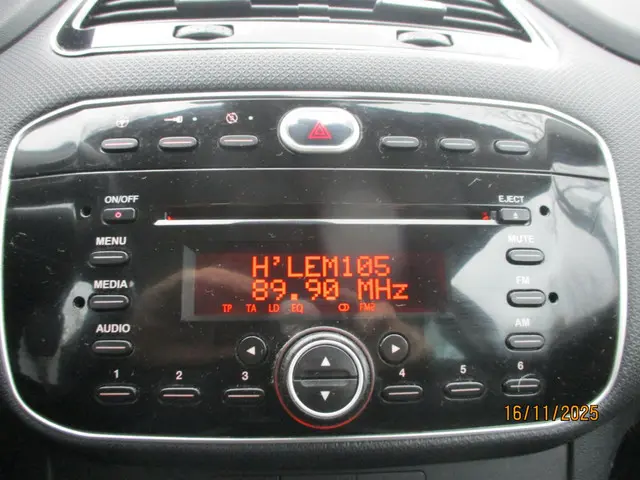 ON/OFF
EJECT
MENU
MUTE
H'LEM105
89.90 MHz
TP TA LD EQ FM2
MEDIA
FM
AUDIO
AM
1 2 3 4 5 6
16/11/2025